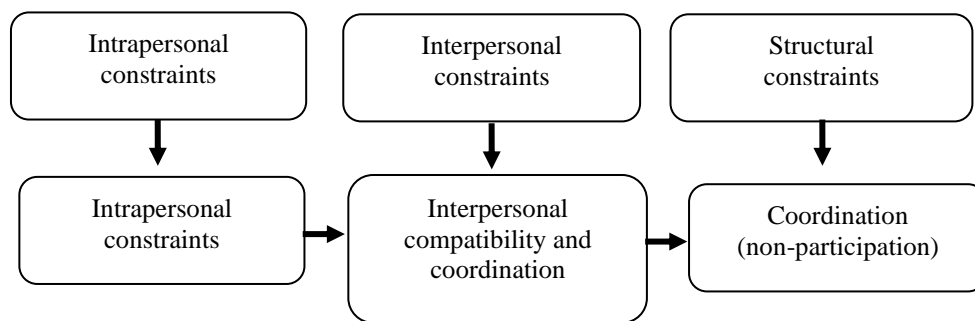 Intrapersonal
constraints
Interpersonal
constraints
Structural
constraints
Intrapersonal
constraints
Interpersonal
compatibility and
coordination
Coordination
(non-participation)